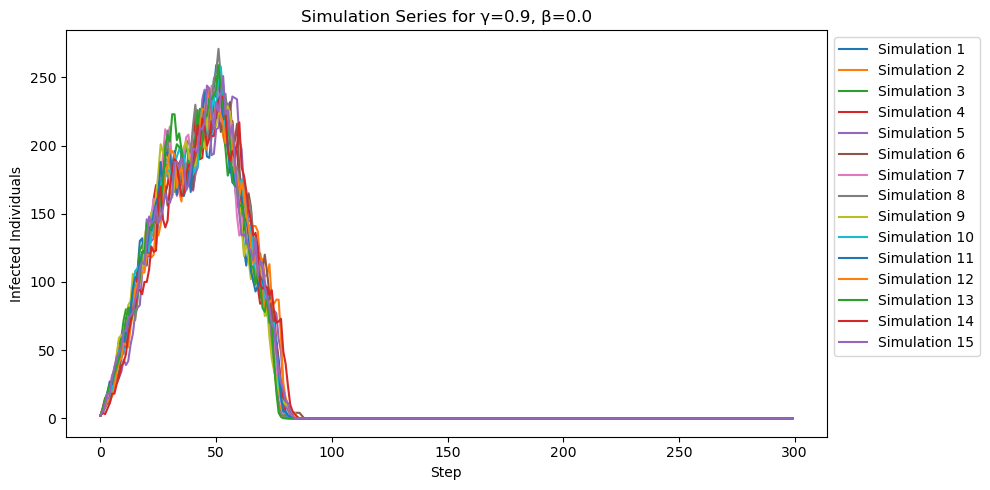 Simulation Series for γ=0.9, β=0.0
Infected Individuals
250
200
150
100
50
0
0 50 100 150 200 250 300
Step
Simulation 1
Simulation 2
Simulation 3
Simulation 4
Simulation 5
Simulation 6
Simulation 7
Simulation 8
Simulation 9
Simulation 10
Simulation 11
Simulation 12
Simulation 13
Simulation 14
Simulation 15